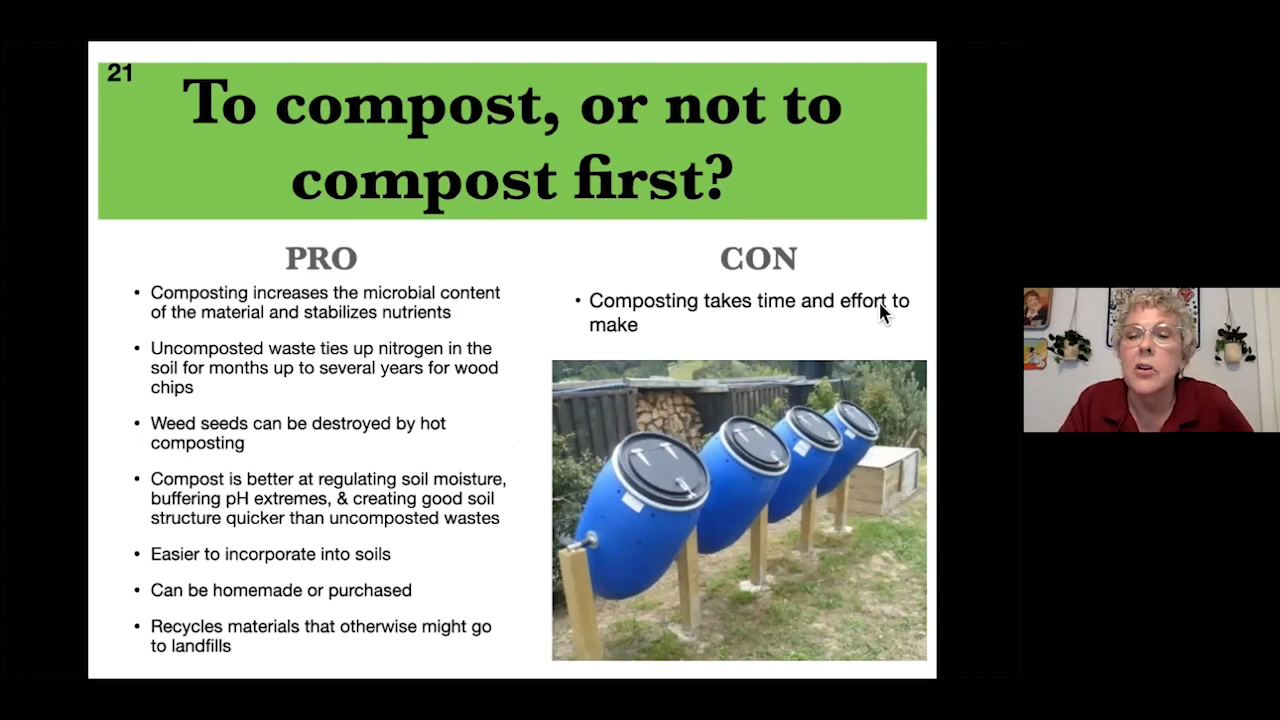 21
To compost, or not to
compost first?
PRO
• Composting increases the microbial content
of the material and stabilizes nutrients
• Uncomposted waste ties up nitrogen in the
soil for months up to several years for wood
chips
• Weed seeds can be destroyed by hot
composting
• Compost is better at regulating soil moisture,
buffering pH extremes, & creating good soil
structure quicker than uncomposted wastes
• Easier to incorporate into soils
• Can be homemade or purchased
• Recycles materials that otherwise might go
to landfills
CON
• Composting takes time and effort to
make